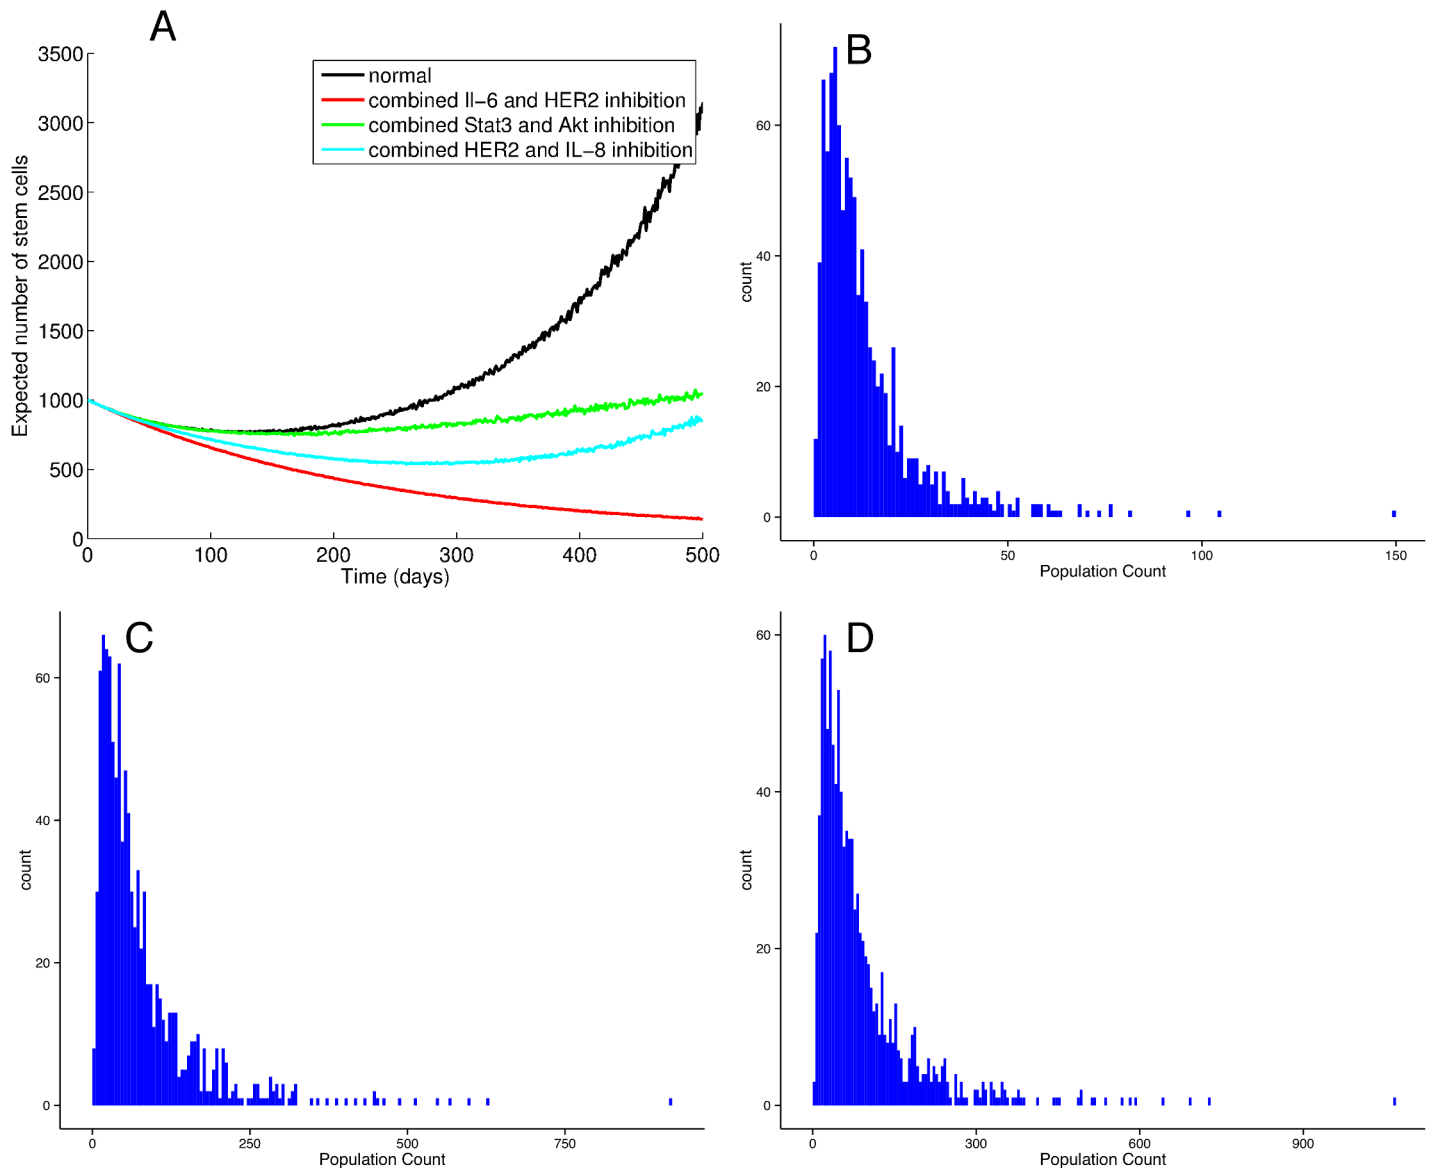 A
3500
3000
2500
2000
1500
1000
500
0
Expected number of stem cells
0 100 200 300 400 500
Time (days)
normal
combined Il-6 and HER2 inhibition
combined Stat3 and Akt inhibition
combined HER2 and IL-8 inhibition
B
60
40
20
0
count
0 50 100 150
Population Count
C
60
40
20
0
count
0 250 500 750
Population Count
D
60
40
20
0
count
0 300 600 900
Population Count